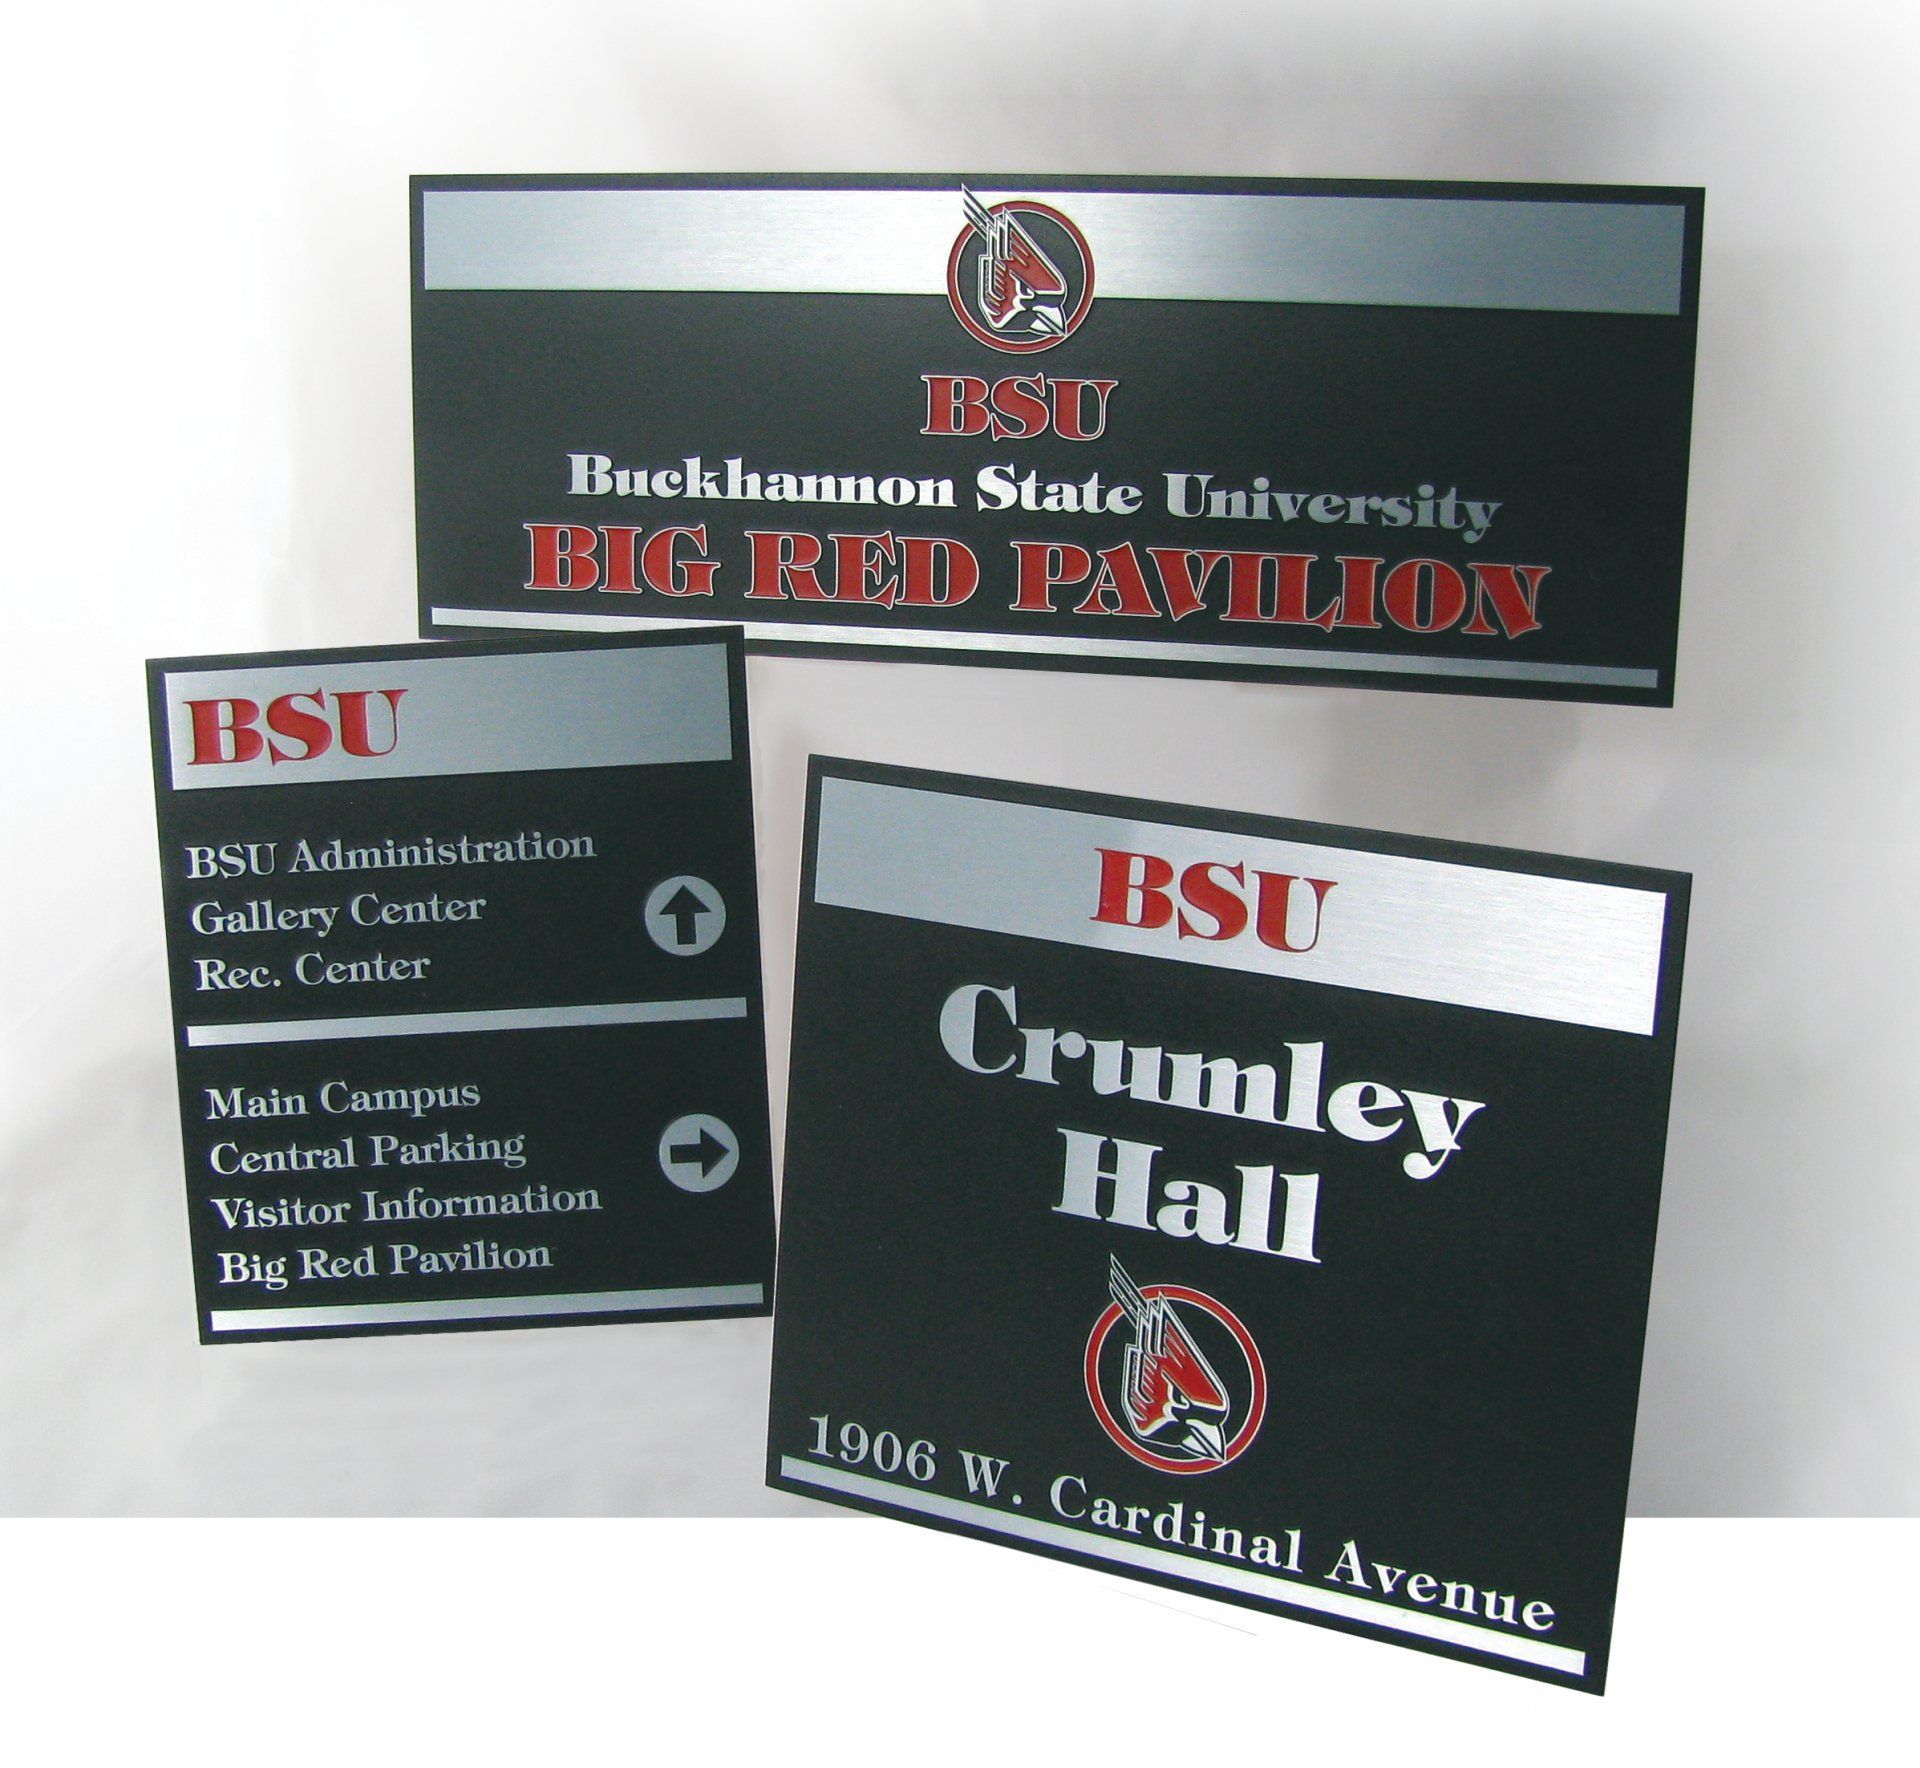 BSU
Buckhannon State University
BIG RED PAVILION
BSU
BSU Administration
Gallery Center
Rec. Center
Main Campus
Central Parking
Visitor Information
Big Red Pavilion
BSU
Crumley
Hall
1906 W. Cardinal Avenue